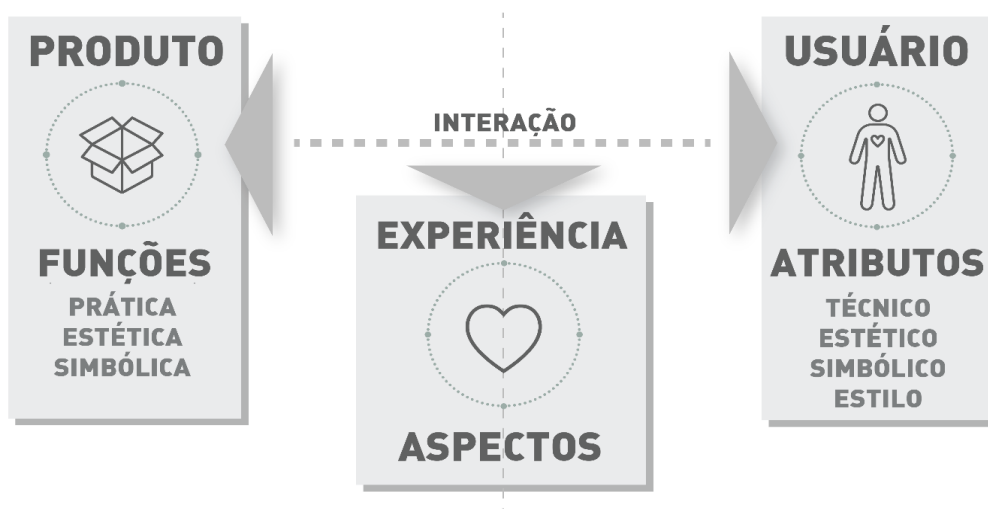 PRODUTO
FUNÇÕES
PRÁTICA
ESTÉTICA
SIMBÓLICA
INTERAÇÃO
EXPERIÊNCIA
ASPECTOS
USUÁRIO
ATRIBUTOS
TÉCNICO
ESTÉTICO
SIMBÓLICO
ESTILO